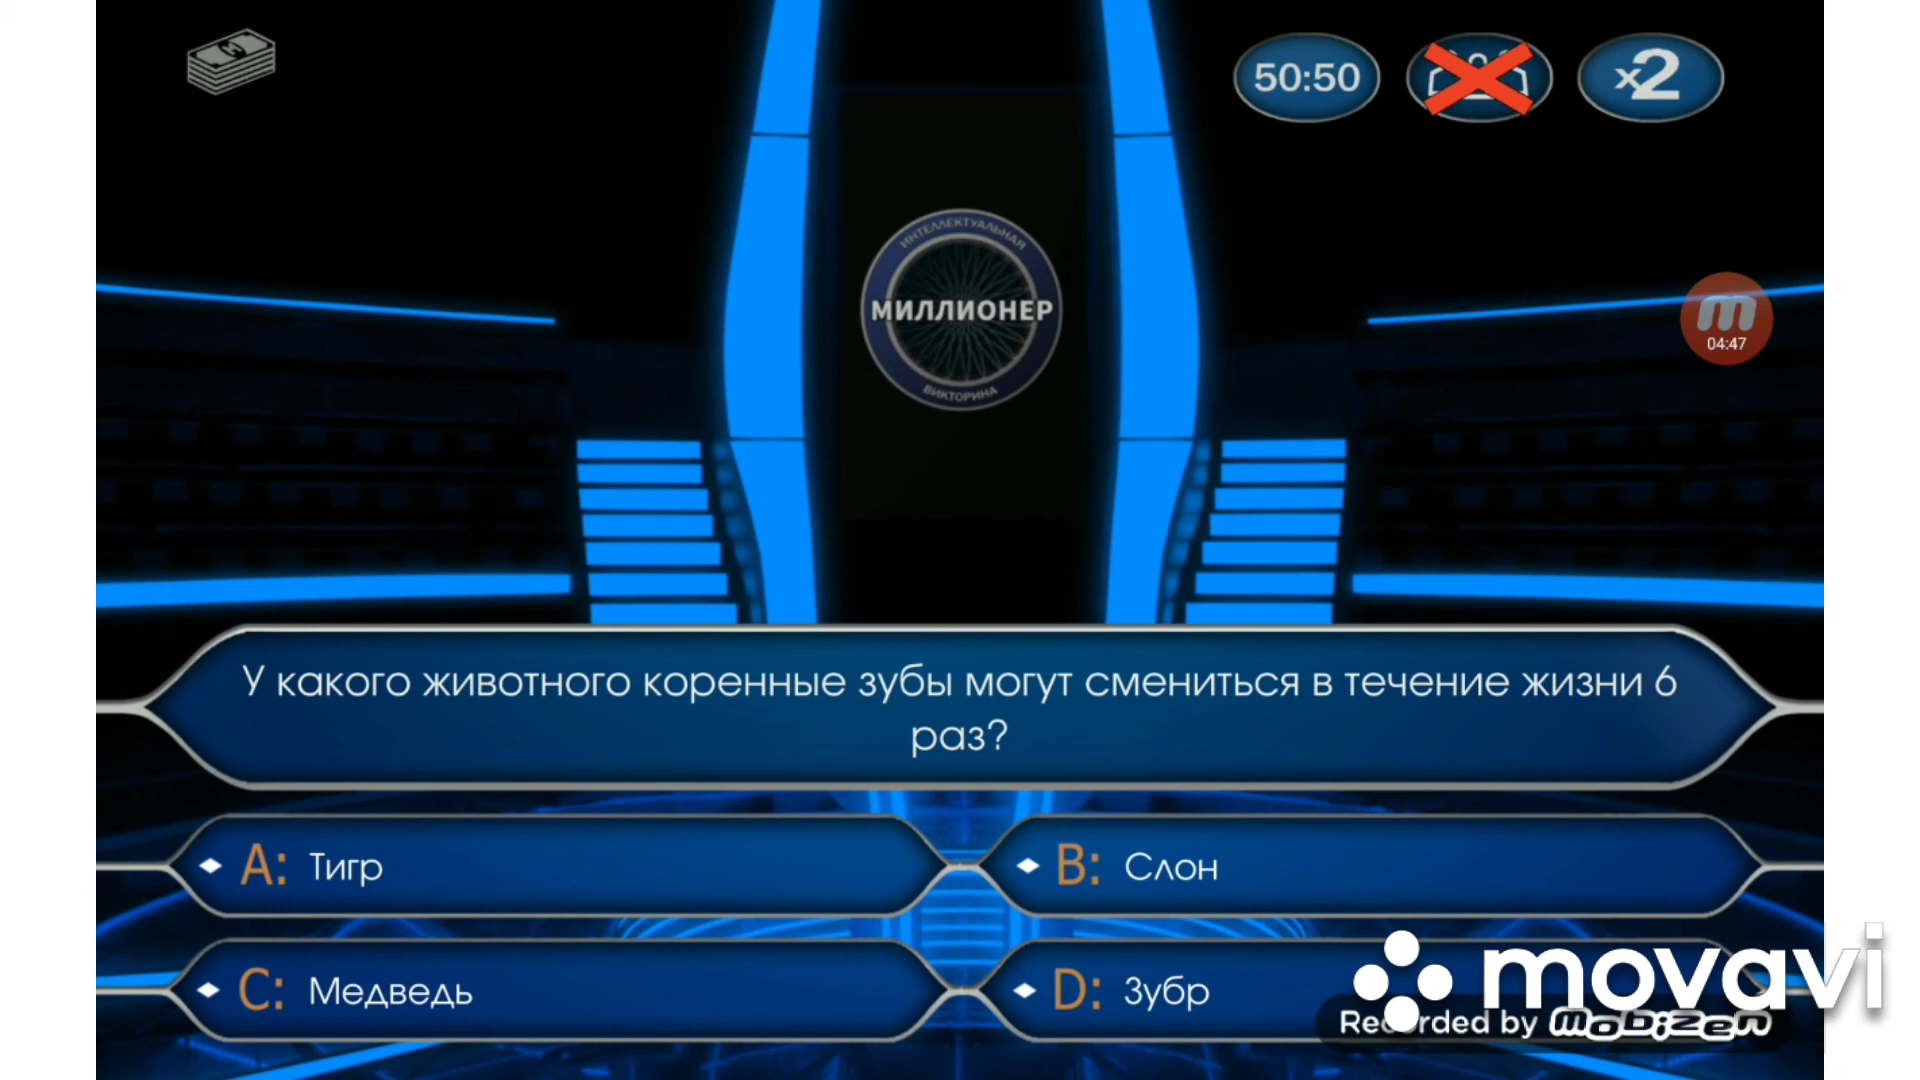 50:50
x2
ИНТЕЛЛЕКТУАЛЬНАЯ
МИЛЛИОНЕР
ВИКТОРИНА
m
04:47
У какого животного коренные зубы могут смениться в течение жизни 6
раз?
A: Тигр
B: Слон
C: Медведь
D: Зубр
movavi
Recorded by MoBiZeN